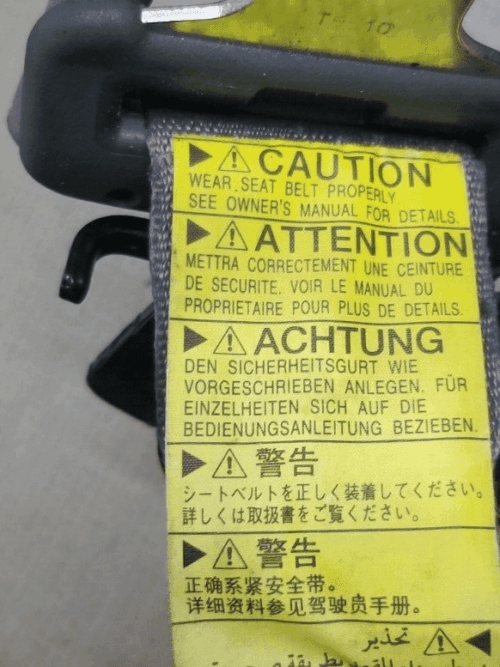 T 10
CAUTION
WEAR SEAT BELT PROPERLY
SEE OWNER'S MANUAL FOR DETAILS.
ATTENTION
METTRA CORRECTEMENT UNE CEINTURE
DE SECURITE. VOIR LE MANUAL DU
PROPRIETAIRE POUR PLUS DE DETAILS.
ACHTUNG
DEN SICHERHEITSGURT WIE
VORGESCHRIEBEN ANLEGEN. FÜR
EINZELHEITEN SICH AUF DIE
BEDIENUNGSANLEITUNG BEZIEBEN.
警告
シートベルトを正しく装着してください。
詳しくは取扱書をご覧ください。
警告
正确系紧安全带。
详细资料参见驾驶员手册。
تحذير